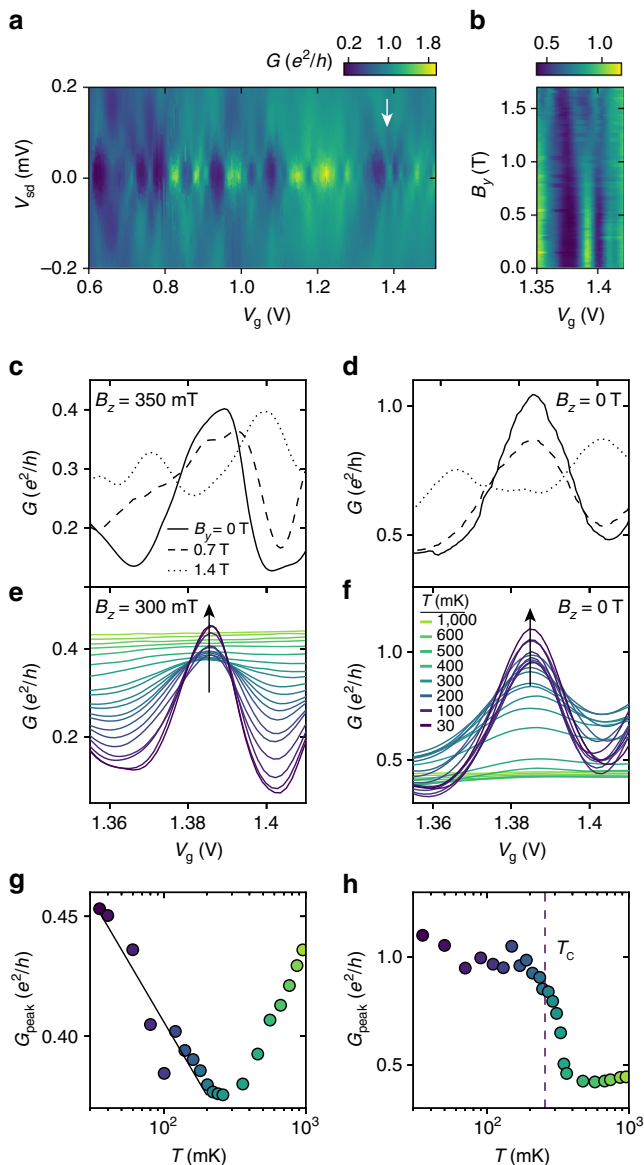 a
G (e²/h)
0.2 1.0 1.8
0.2
0.0
−0.2
V_sd (mV)
0.6 0.8 1.0 1.2 1.4
V_g (V)
b
0.5 1.0
1.5
1.0
0.5
0.0
B_y (T)
1.35 1.40
V_g (V)
c
B_z = 350 mT
0.4
0.3
0.2
G (e²/h)
B_y = 0 T
0.7 T
1.4 T
d
B_z = 0 T
1.0
0.5
G (e²/h)
e
B_z = 300 mT
0.4
0.2
G (e²/h)
1.36 1.38 1.4
V_g (V)
f
B_z = 0 T
T (mK)
1,000
600
500
400
300
200
100
30
1.0
0.5
G (e²/h)
1.36 1.38 1.4
V_g (V)
g
0.45
0.40
G_peak (e²/h)
10² 10³
T (mK)
h
T_C
1.0
0.5
G_peak (e²/h)
10² 10³
T (mK)